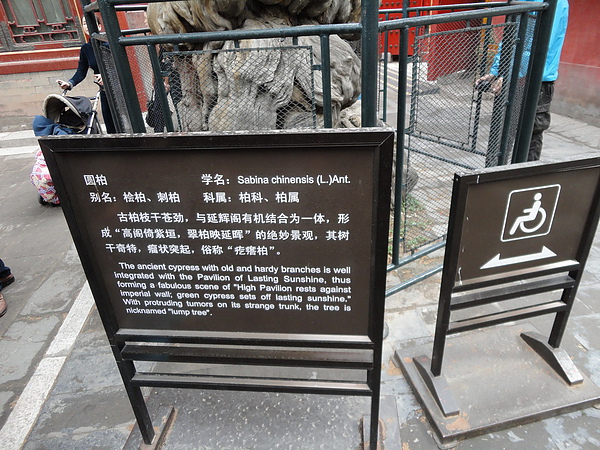 圆柏 学名：Sabina chinensis (L.)Ant.
别名：桧柏、刺柏 科属：柏科、柏属
古柏枝干苍劲，与延辉阁有机结合为一体，形
成“高阁倚紫垣，翠柏映延晖”的绝妙景观，其树
干奇特，瘤状突起，俗称“疙瘩柏”。
The ancient cypress with old and hardy branches is well
integrated with the Pavilion of Lasting Sunshine, thus
forming a fabulous scene of "High Pavilion rests against
imperial wall; green cypress sets off lasting sunshine."
With protruding tumors on its strange trunk, the tree is
nicknamed "lump tree".